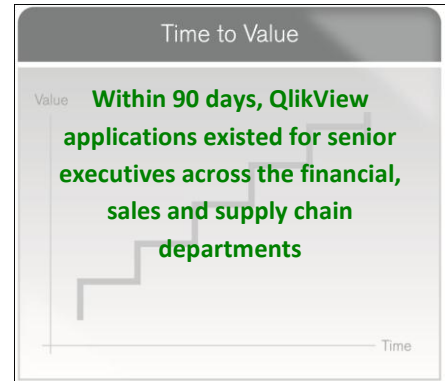 Time to Value
Value
Within 90 days, QlikView
applications existed for senior
executives across the financial,
sales and supply chain
departments
Time